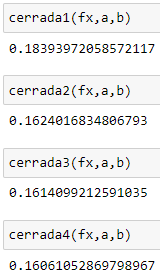 cerrada1(fx,a,b)
0.18393972058572117
cerrada2(fx,a,b)
0.1624016834806793
cerrada3(fx,a,b)
0.1614099212591035
cerrada4(fx,a,b)
0.16061052869798967